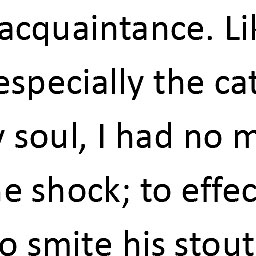 acquaintance. Lik
especially the cat
y soul, I had no m
e shock; to effec
o smite his stout